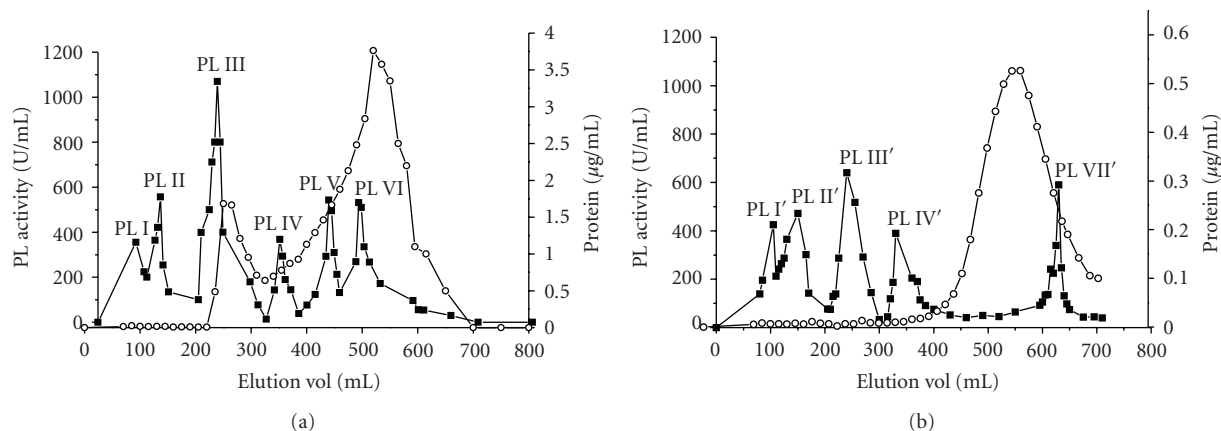 PL activity (U/mL)
1200
1000
800
600
400
200
0
PL I
PL II
PL III
PL IV
PL V
PL VI
4
3.5
3
2.5
2
1.5
1
0.5
0
Protein (μg/mL)
0 100 200 300 400 500 600 700 800
Elution vol (mL)
(a)
PL activity (U/mL)
1200
1000
800
600
400
200
0
PL I′
PL II′
PL III′
PL IV′
PL VII′
0.6
0.5
0.4
0.3
0.2
0.1
0
Protein (μg/mL)
0 100 200 300 400 500 600 700 800
Elution vol (mL)
(b)